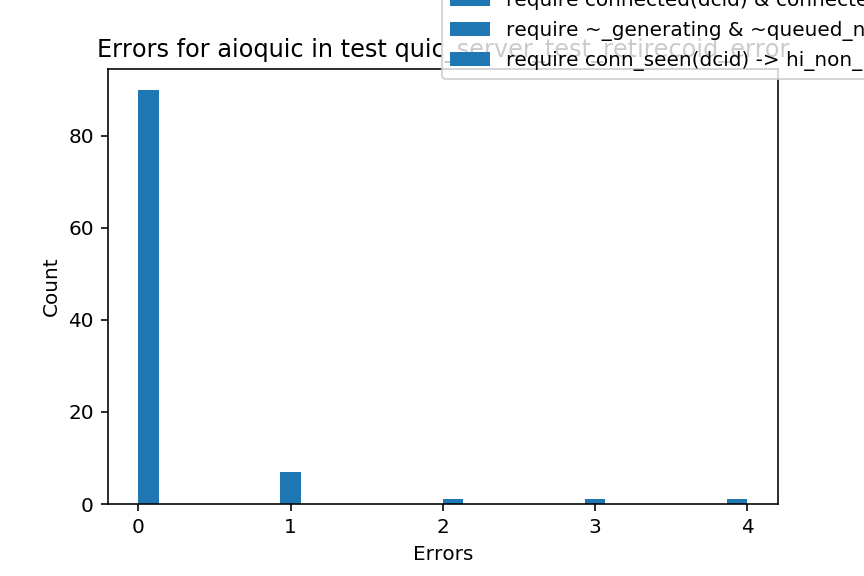 require connected(dcid) & connecte
require ~_generating & ~queued_n
require conn_seen(dcid) -> hi_non_
Errors for aioquic in test quic_server_test_retirecoid_error
80
60
40
20
0
Count
0 1 2 3 4
Errors